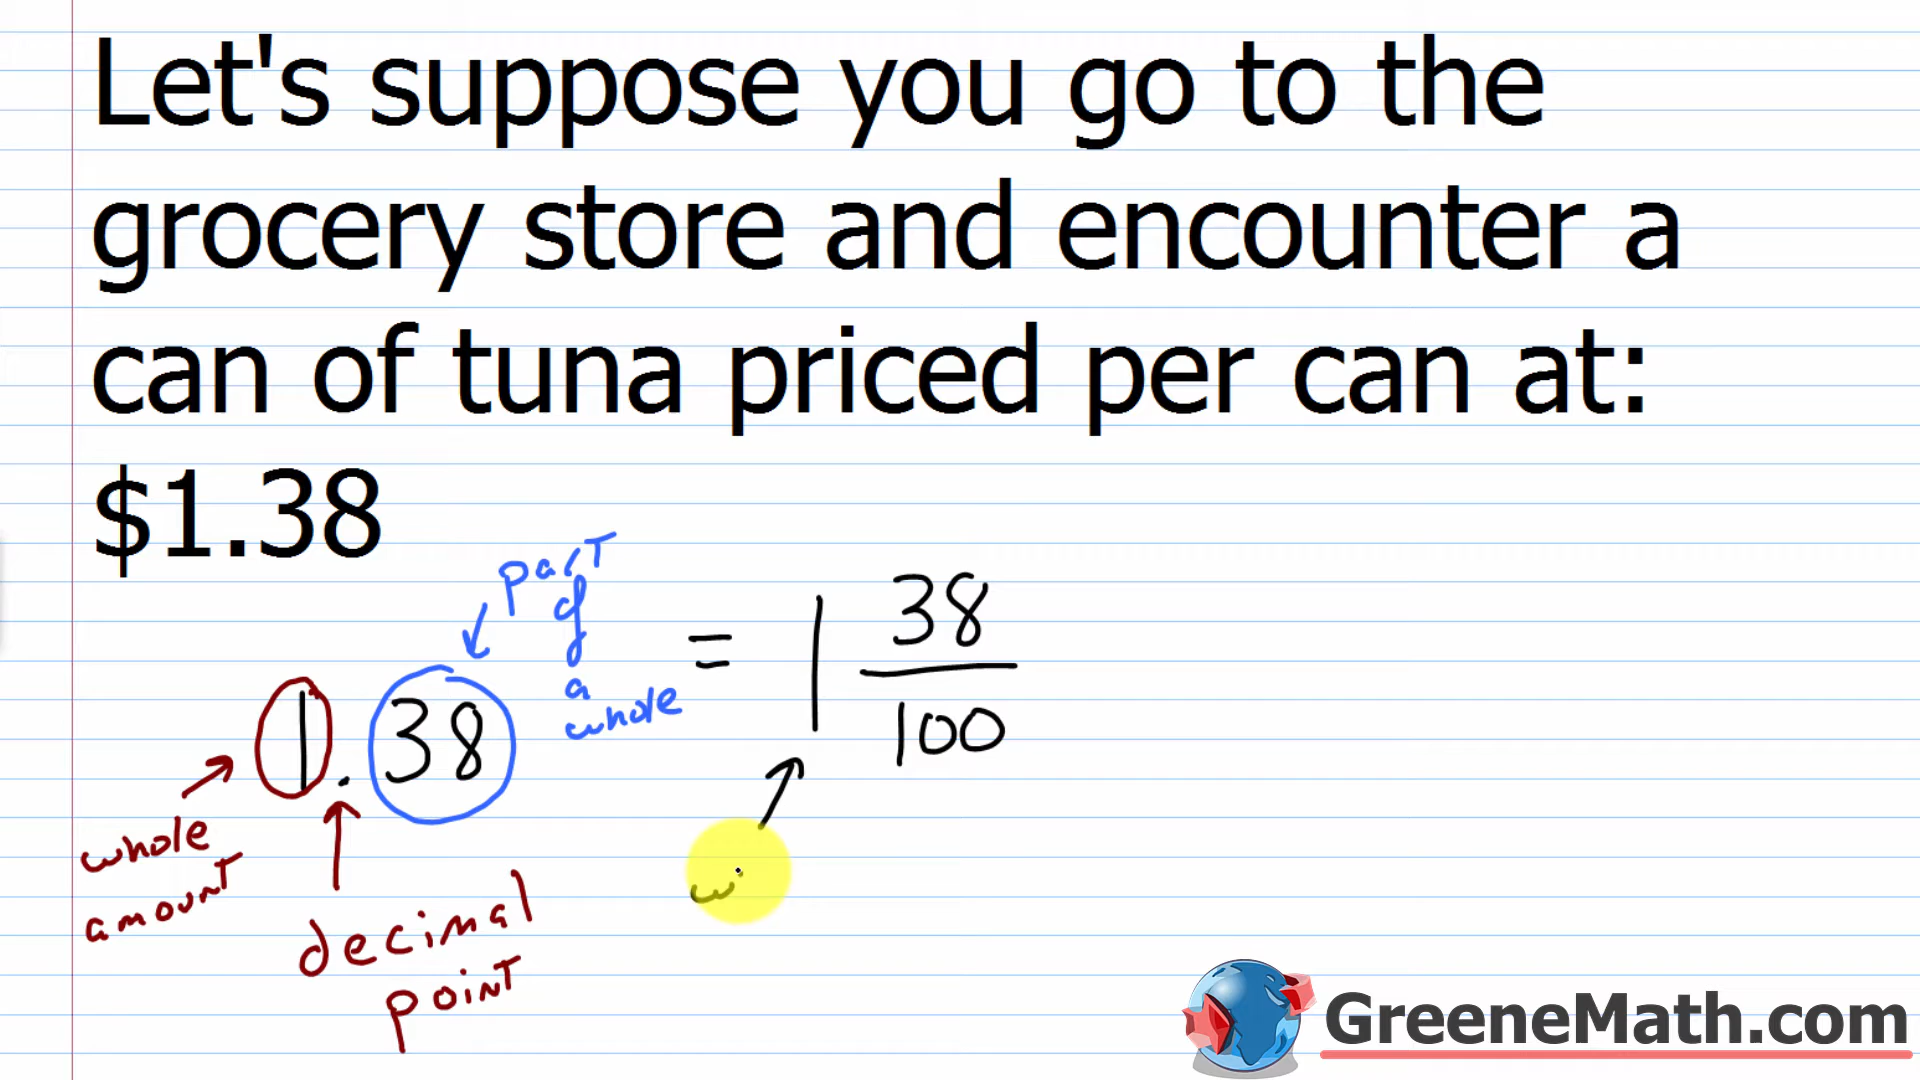 Let's suppose you go to the
grocery store and encounter a
can of tuna priced per can at:
$1.38
part
of
a
whole
1.38
= 1 38/100
whole
amount
decimal
point
w
GreeneMath.com